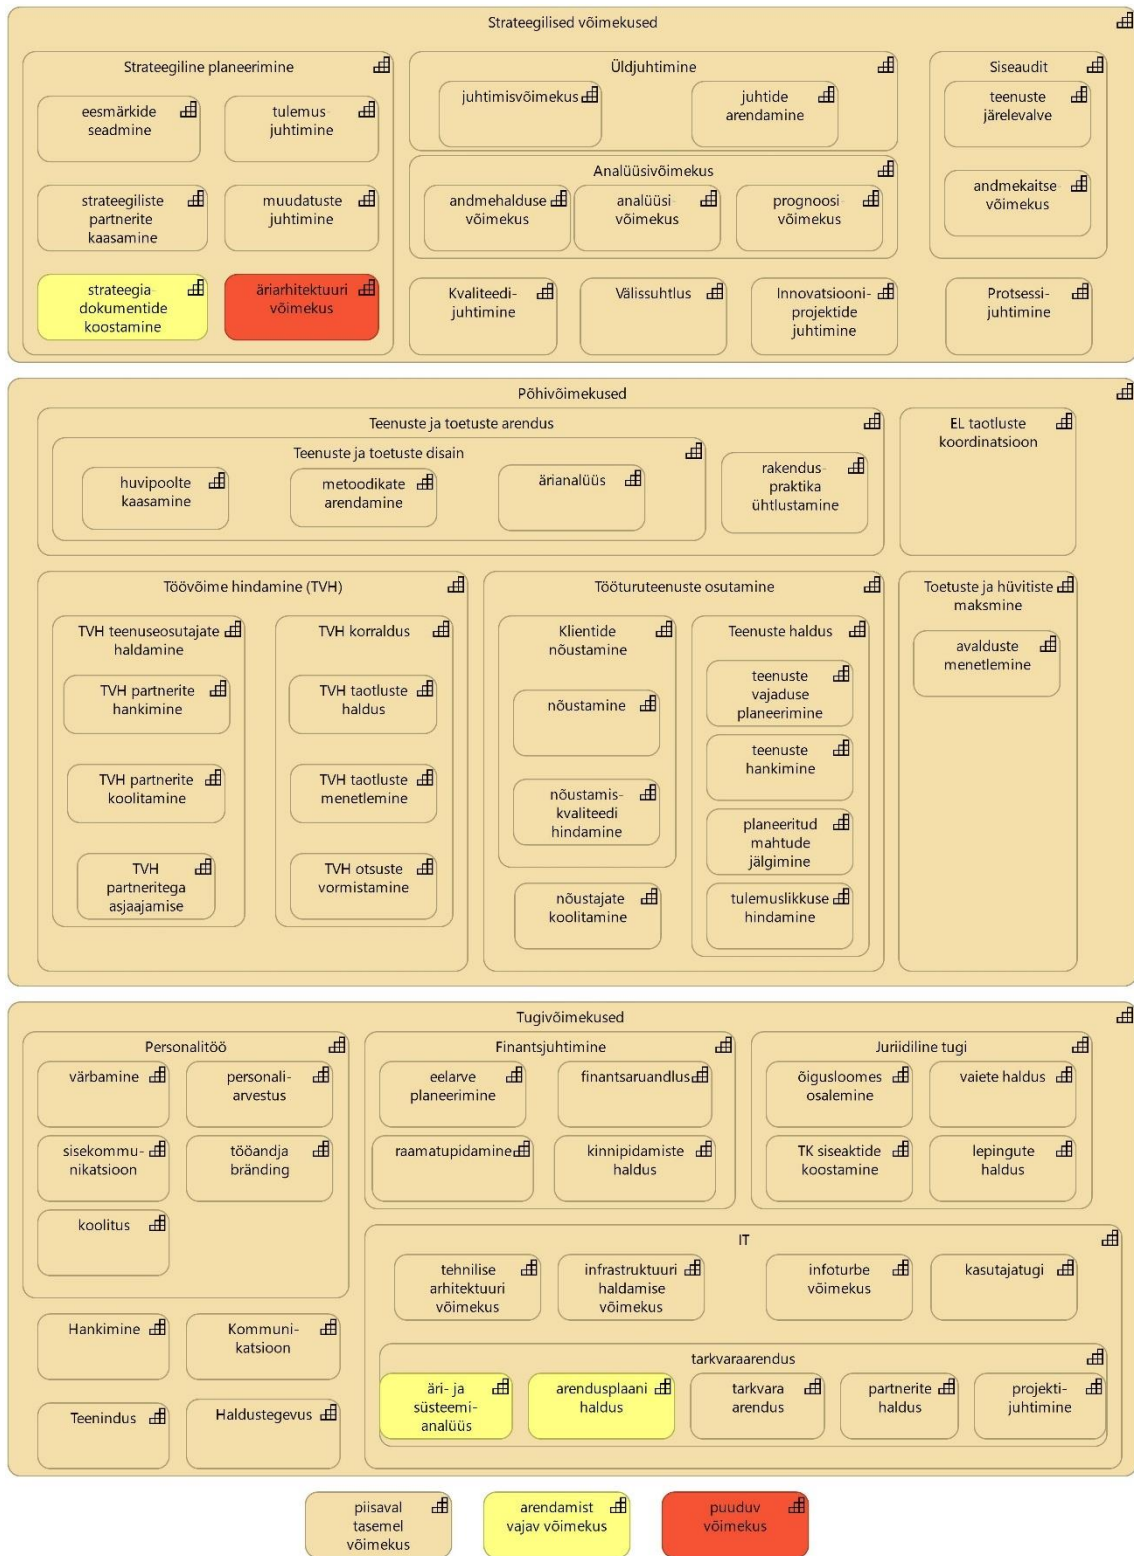 Strateegilised võimekused
Strateegiline planeerimine
eesmärkide
seadmine
tulemus-
juhtimine
strateegiliste
partnerite
kaasamine
muudatuste
juhtimine
strateegia-
dokumentide
koostamine
äriarhitektuuri
võimekus
Üldjuhtimine
juhtimisvõimekus
juhtide
arendamine
Analüüsivõimekus
andmehalduse
võimekus
analüüsi-
võimekus
prognoosi-
võimekus
Siseaudit
teenuste
järelevalve
andmekaitse-
võimekus
Kvaliteedi-
juhtimine
Välissuhtlus
Innovatsiooni-
projektide
juhtimine
Protsessi-
juhtimine
Põhivõimekused
Teenuste ja toetuste arendus
Teenuste ja toetuste disain
huvipoolte
kaasamine
metoodikate
arendamine
ärianalüüs
rakendus-
praktika
ühtlustamine
EL taotluste
koordinatsioon
Töövõime hindamine (TVH)
TVH teenuseosutajate
haldamine
TVH partnerite
hankimine
TVH partnerite
koolitamine
TVH
partneritega
asjaajamise
TVH korraldus
TVH taotluste
haldus
TVH taotluste
menetlemine
TVH otsuste
vormistamine
Tööturuteenuste osutamine
Klientide
nõustamine
nõustamine
nõustamis-
kvaliteedi
hindamine
nõustajate
koolitamine
Teenuste haldus
teenuste
vajaduse
planeerimine
teenuste
hankimine
planeeritud
mahtude
jälgimine
tulemuslikkuse
hindamine
Toetuste ja hüvitiste
maksmine
avalduste
menetlemine
Tugivõimekused
Personalitöö
värbamine
personali-
arvestus
sisekommu-
nikatsioon
tööandja
bränding
koolitus
Finantsjuhtimine
eelarve
planeerimine
finantsaruandlus
raamatupidamine
kinnipidamiste
haldus
Juriidiline tugi
õigusloomes
osalemine
vaiete haldus
TK siseaktide
koostamine
lepingute
haldus
Hankimine
Kommuni-
katsioon
Teenindus
Haldustegevus
IT
tehnilise
arhitektuuri
võimekus
infrastruktuuri
haldamise
võimekus
infoturbe
võimekus
kasutajatugi
tarkvaraarendus
äri- ja
süsteemi-
analüüs
arendusplaani
haldus
tarkvara
arendus
partnerite
haldus
projekti-
juhtimine
piisaval
tasemel
võimekus
arendamist
vajav võimekus
puuduv
võimekus